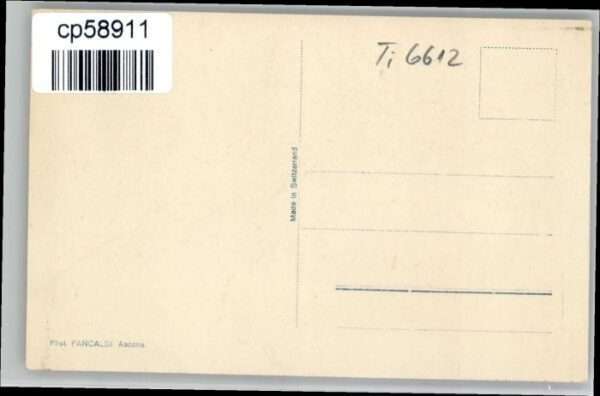 cp58911
Ti 6612
Made in Switzerland
Phot. PANCALDI Ascona